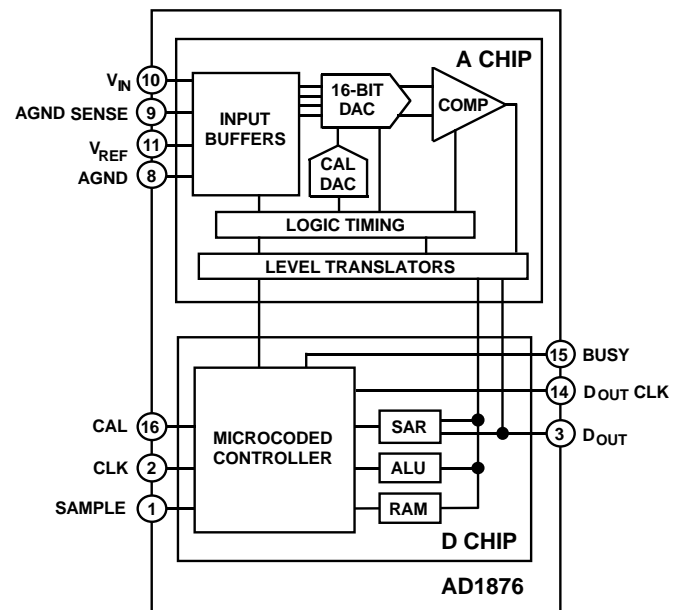 A CHIP
V_IN 10
AGND SENSE 9
V_REF 11
AGND 8
INPUT
BUFFERS
16-BIT
DAC
COMP
CAL
DAC
LOGIC TIMING
LEVEL TRANSLATORS
15 BUSY
14 D_OUT CLK
3 D_OUT
CAL 16
CLK 2
SAMPLE 1
MICROCODED
CONTROLLER
SAR
ALU
RAM
D CHIP
AD1876